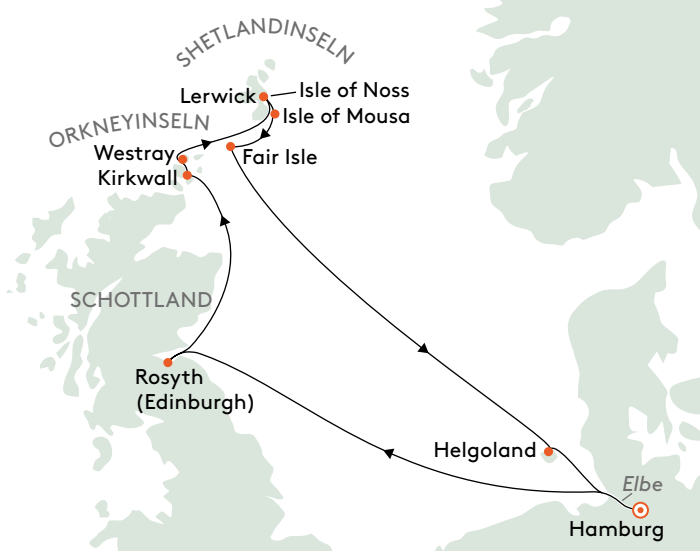 SHETLANDINSELN
Lerwick
Isle of Noss
Isle of Mousa
ORKNEYINSELN
Westray
Fair Isle
Kirkwall
SCHOTTLAND
Rosyth
(Edinburgh)
Helgoland
Elbe
Hamburg